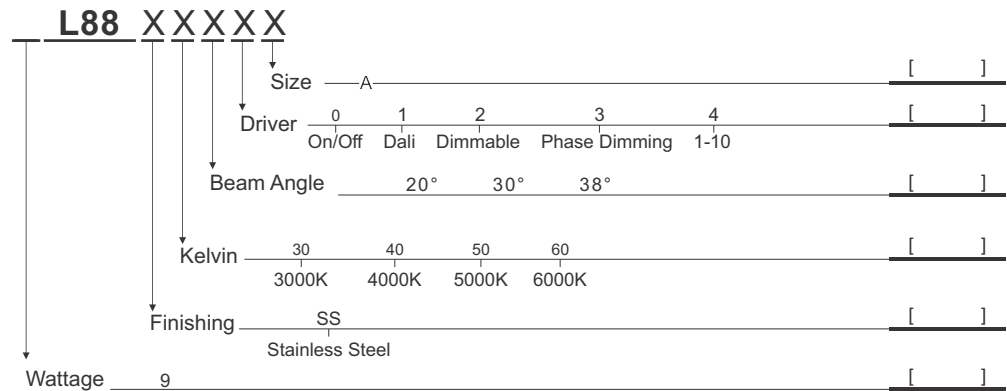 _ L88 X X X X X
Size A [ ]
Driver 0 1 2 3 4 [ ]
On/Off Dali Dimmable Phase Dimming 1-10
Beam Angle 20° 30° 38° [ ]
Kelvin 30 40 50 60 [ ]
3000K 4000K 5000K 6000K
Finishing SS [ ]
Stainless Steel
Wattage 9 [ ]